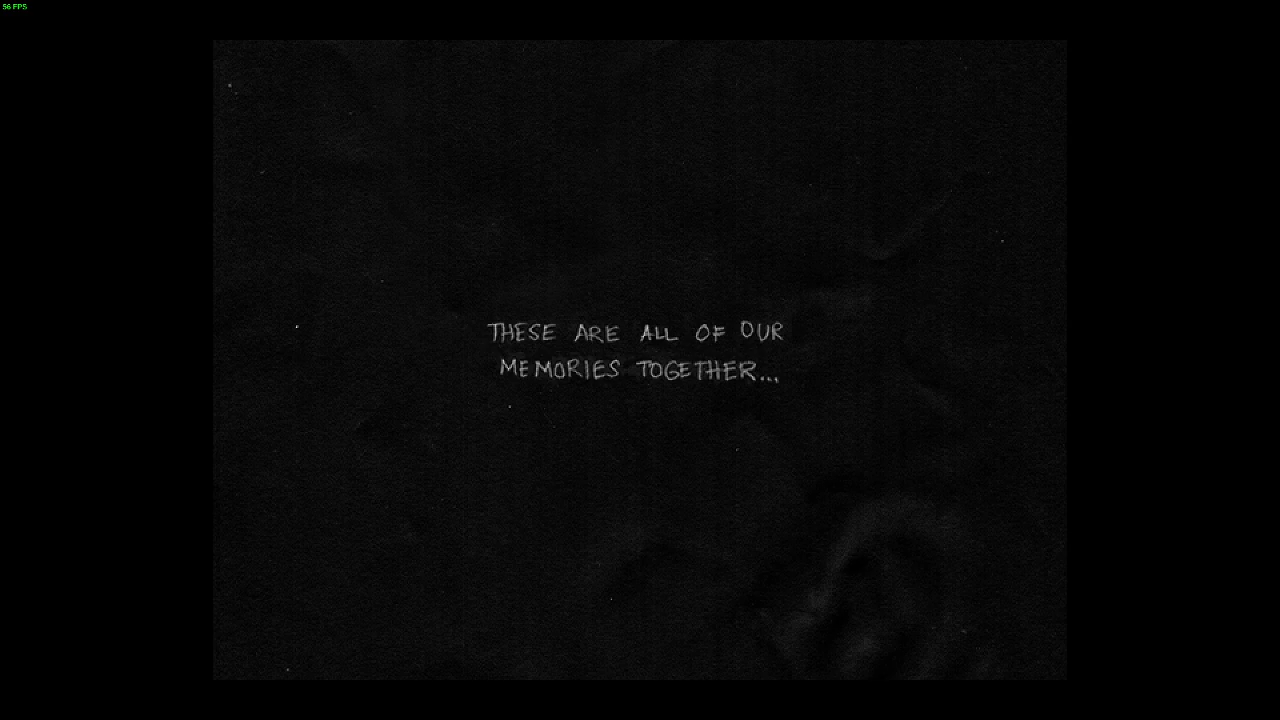 56 FPS
THESE ARE ALL OF OUR
MEMORIES TOGETHER...